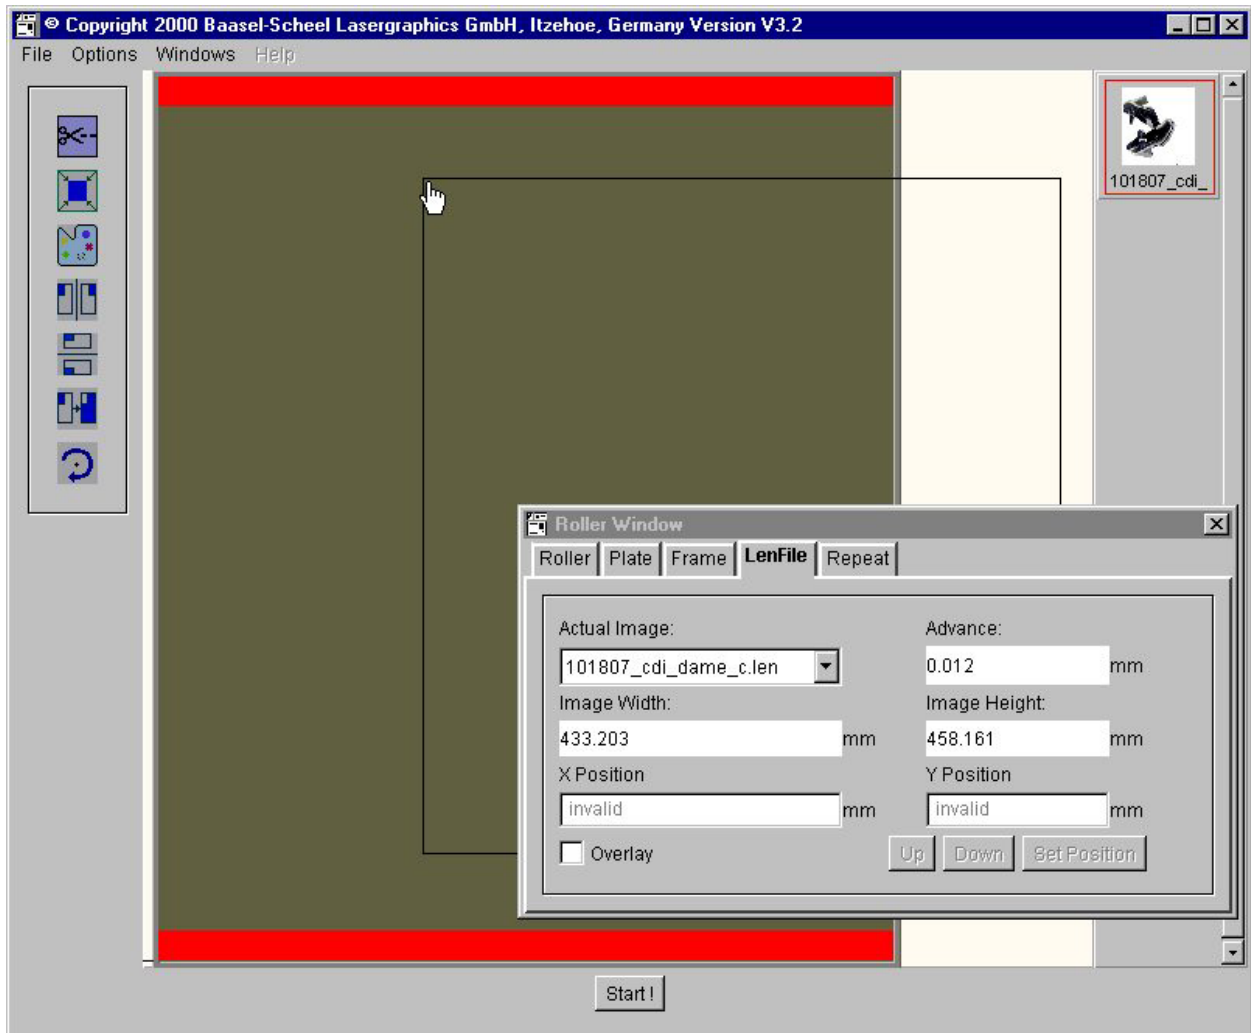 © Copyright 2000 Baasel-Scheel Lasergraphics GmbH, Itzehoe, Germany Version V3.2
File Options Windows Help
101807_cdi_
Roller Window
Roller Plate Frame LenFile Repeat
Actual Image: Advance:
101807_cdi_dame_c.len 0.012 mm
Image Width: Image Height:
433.203 mm 458.161 mm
X Position Y Position
invalid mm invalid mm
Overlay Up Down Set Position
Start !